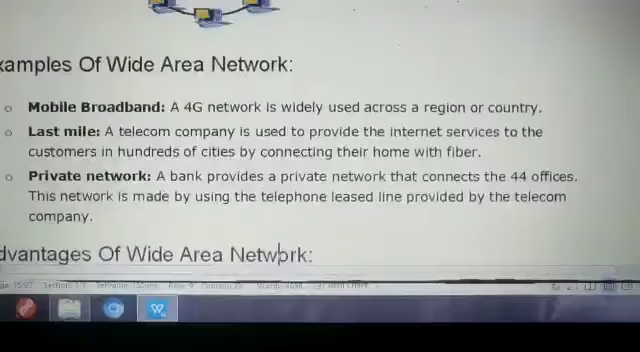 xamples Of Wide Area Network:
Mobile Broadband: A 4G network is widely used across a region or country.
Last mile: A telecom company is used to provide the internet services to the
customers in hundreds of cities by connecting their home with fiber.
Private network: A bank provides a private network that connects the 44 offices.
This network is made by using the telephone leased line provided by the telecom
company.
dvantages Of Wide Area Network: